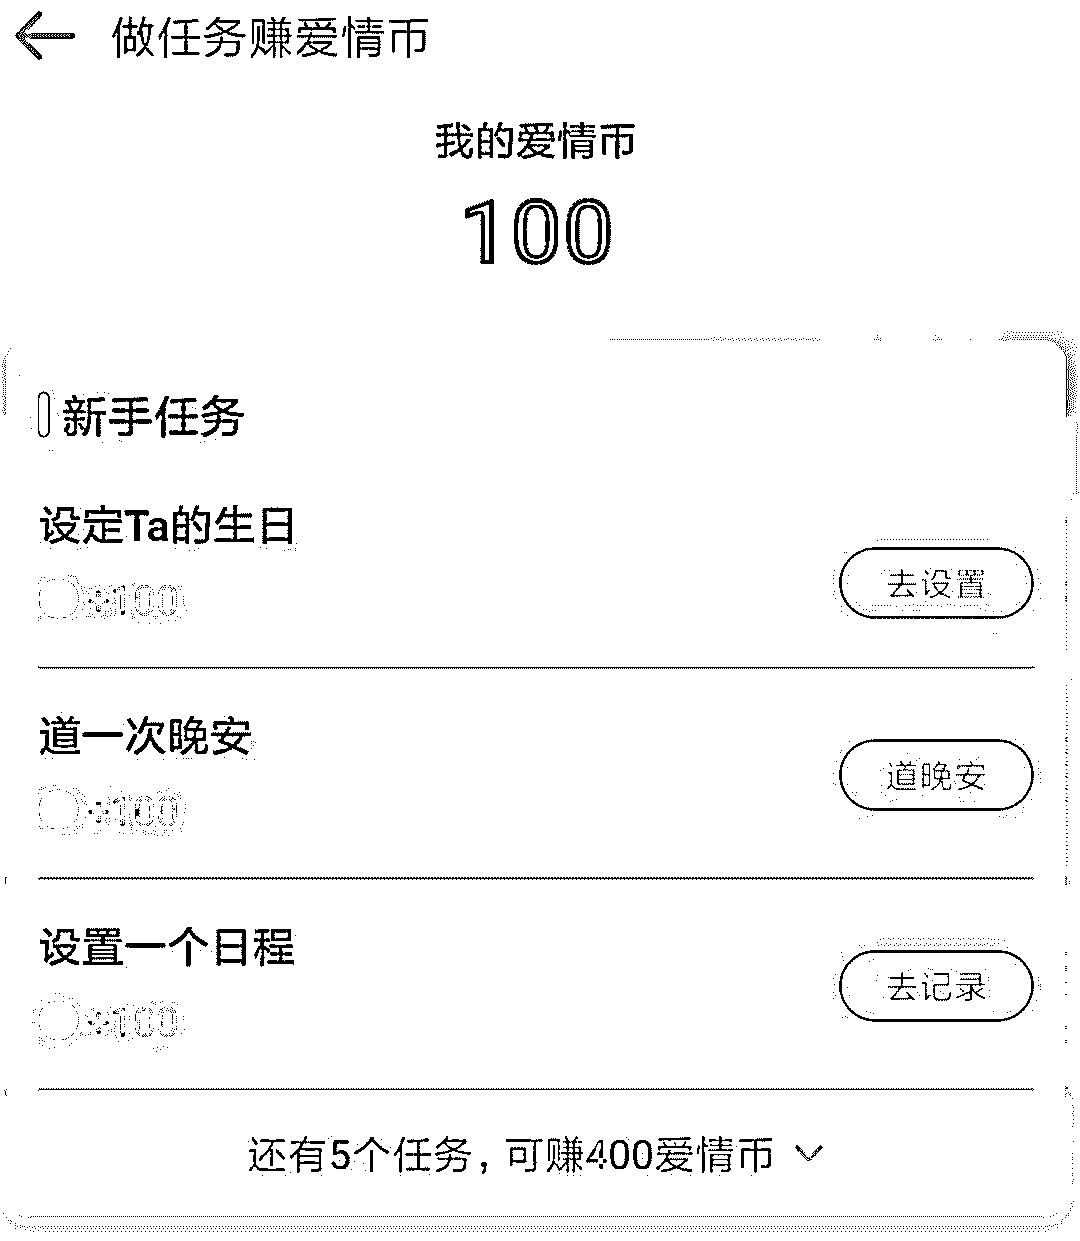 做任务赚爱情币
我的爱情币
100
新手任务
设定Ta的生日
+100
去设置
道一次晚安
+100
道晚安
设置一个日程
+100
去记录
还有5个任务，可赚400爱情币